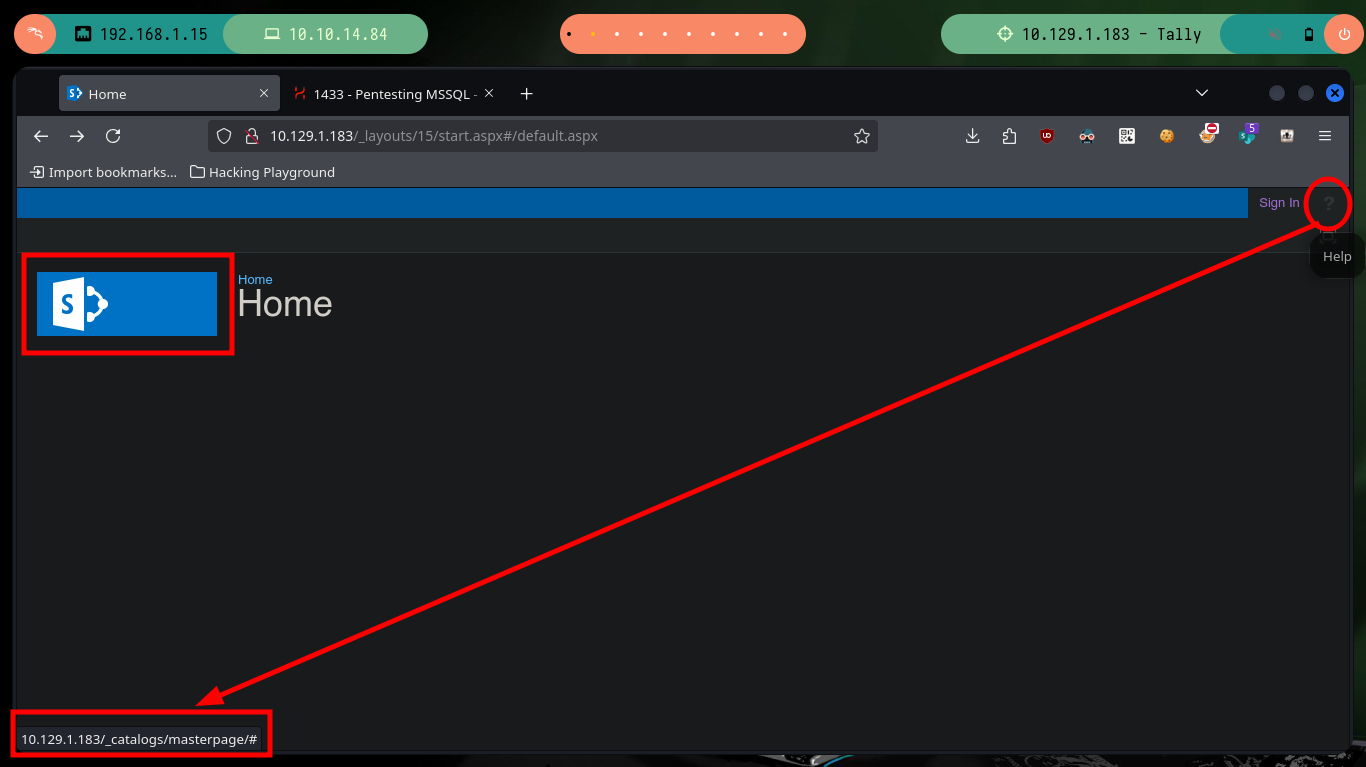 192.168.1.15 10.10.14.84 10.129.1.183 - Tally
Home 1433 - Pentesting MSSQL -
10.129.1.183/_layouts/15/start.aspx#/default.aspx
5
Import bookmarks... Hacking Playground
Sign In ?
Help
S
Home
Home
10.129.1.183/_catalogs/masterpage/#